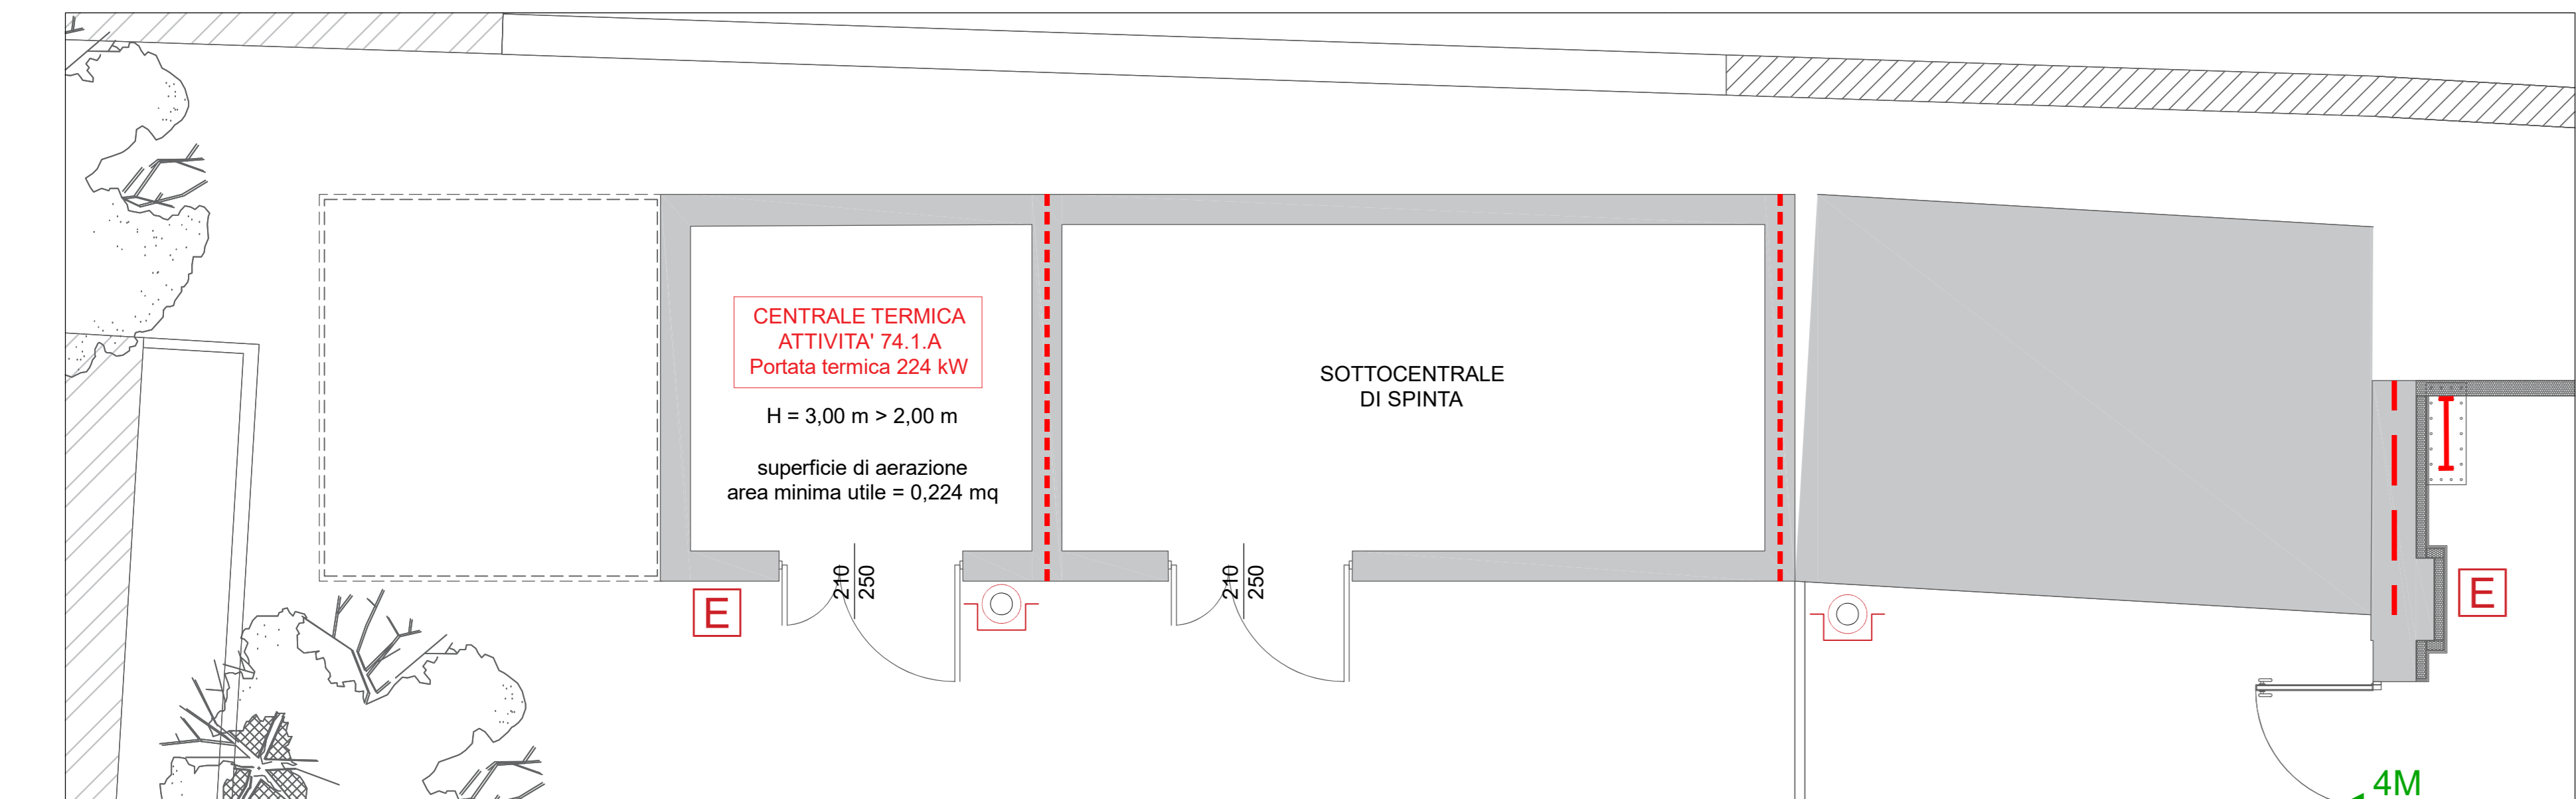 CENTRALE TERMICA
ATTIVITA' 74.1.A
Portata termica 224 kW
H = 3,00 m > 2,00 m
superficie di aerazione
area minima utile = 0,224 mq
SOTTOCENTRALE
DI SPINTA
210
250
210
250
E
E
4M